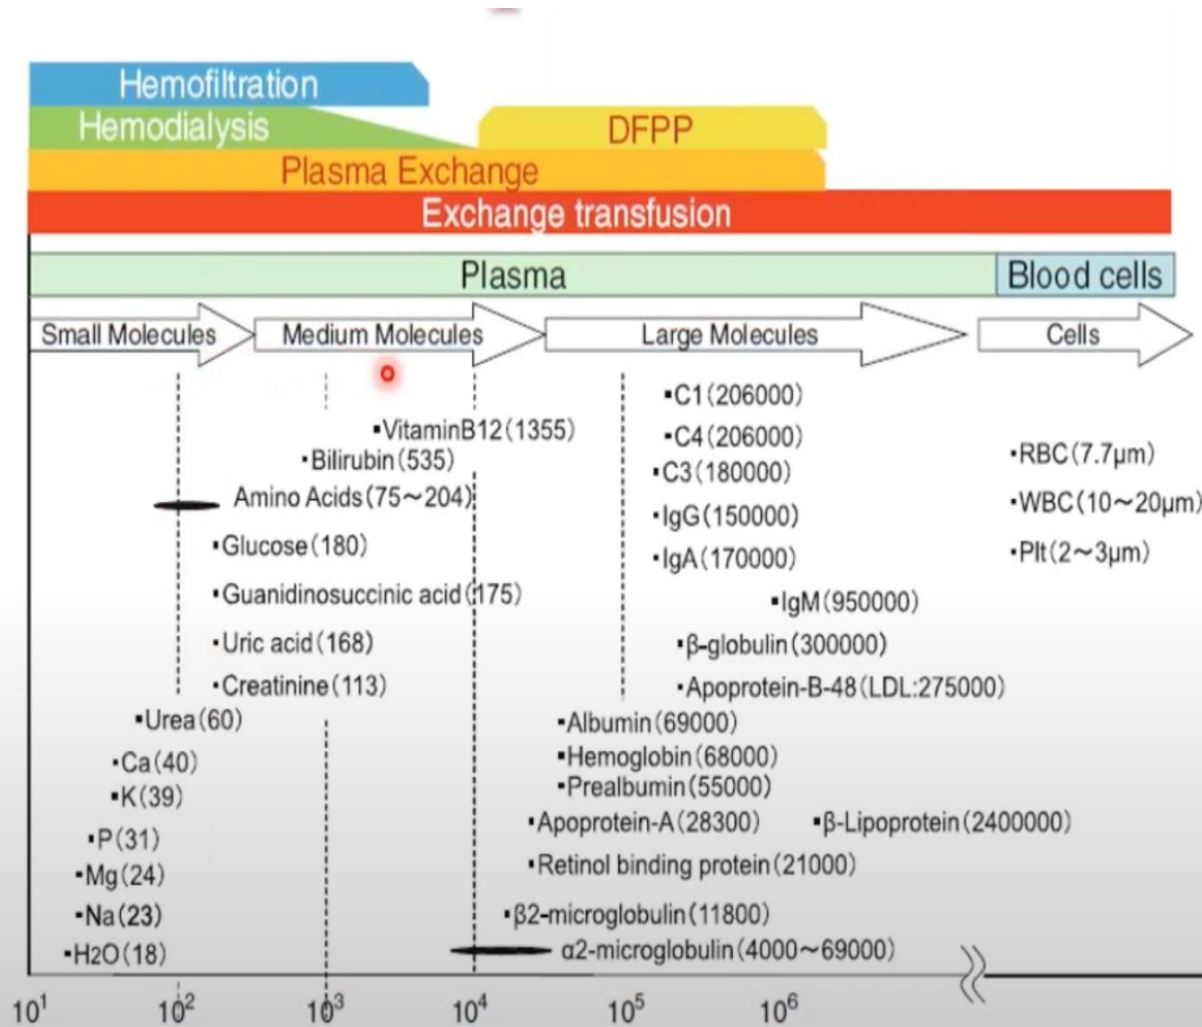 Hemofiltration
Hemodialysis
DFPP
Plasma Exchange
Exchange transfusion
Plasma
Blood cells
Small Molecules
Medium Molecules
Large Molecules
Cells
▪C1(206000)
▪VitaminB12(1355)
▪C4(206000)
▪Bilirubin(535)
▪C3(180000)
▪RBC(7.7μm)
Amino Acids(75~204)
▪IgG(150000)
▪WBC(10~20μm)
▪Glucose(180)
▪IgA(170000)
▪Plt(2~3μm)
▪Guanidinosuccinic acid(175)
▪IgM(950000)
▪Uric acid(168)
▪β-globulin(300000)
▪Creatinine(113)
▪Apoprotein-B-48(LDL:275000)
▪Urea(60)
▪Albumin(69000)
▪Ca(40)
▪Hemoglobin(68000)
▪K(39)
▪Prealbumin(55000)
▪P(31)
▪Apoprotein-A(28300)
▪β-Lipoprotein(2400000)
▪Mg(24)
▪Retinol binding protein(21000)
▪Na(23)
▪β2-microglobulin(11800)
▪H2O(18)
α2-microglobulin(4000~69000)
10¹ 10² 10³ 10⁴ 10⁵ 10⁶